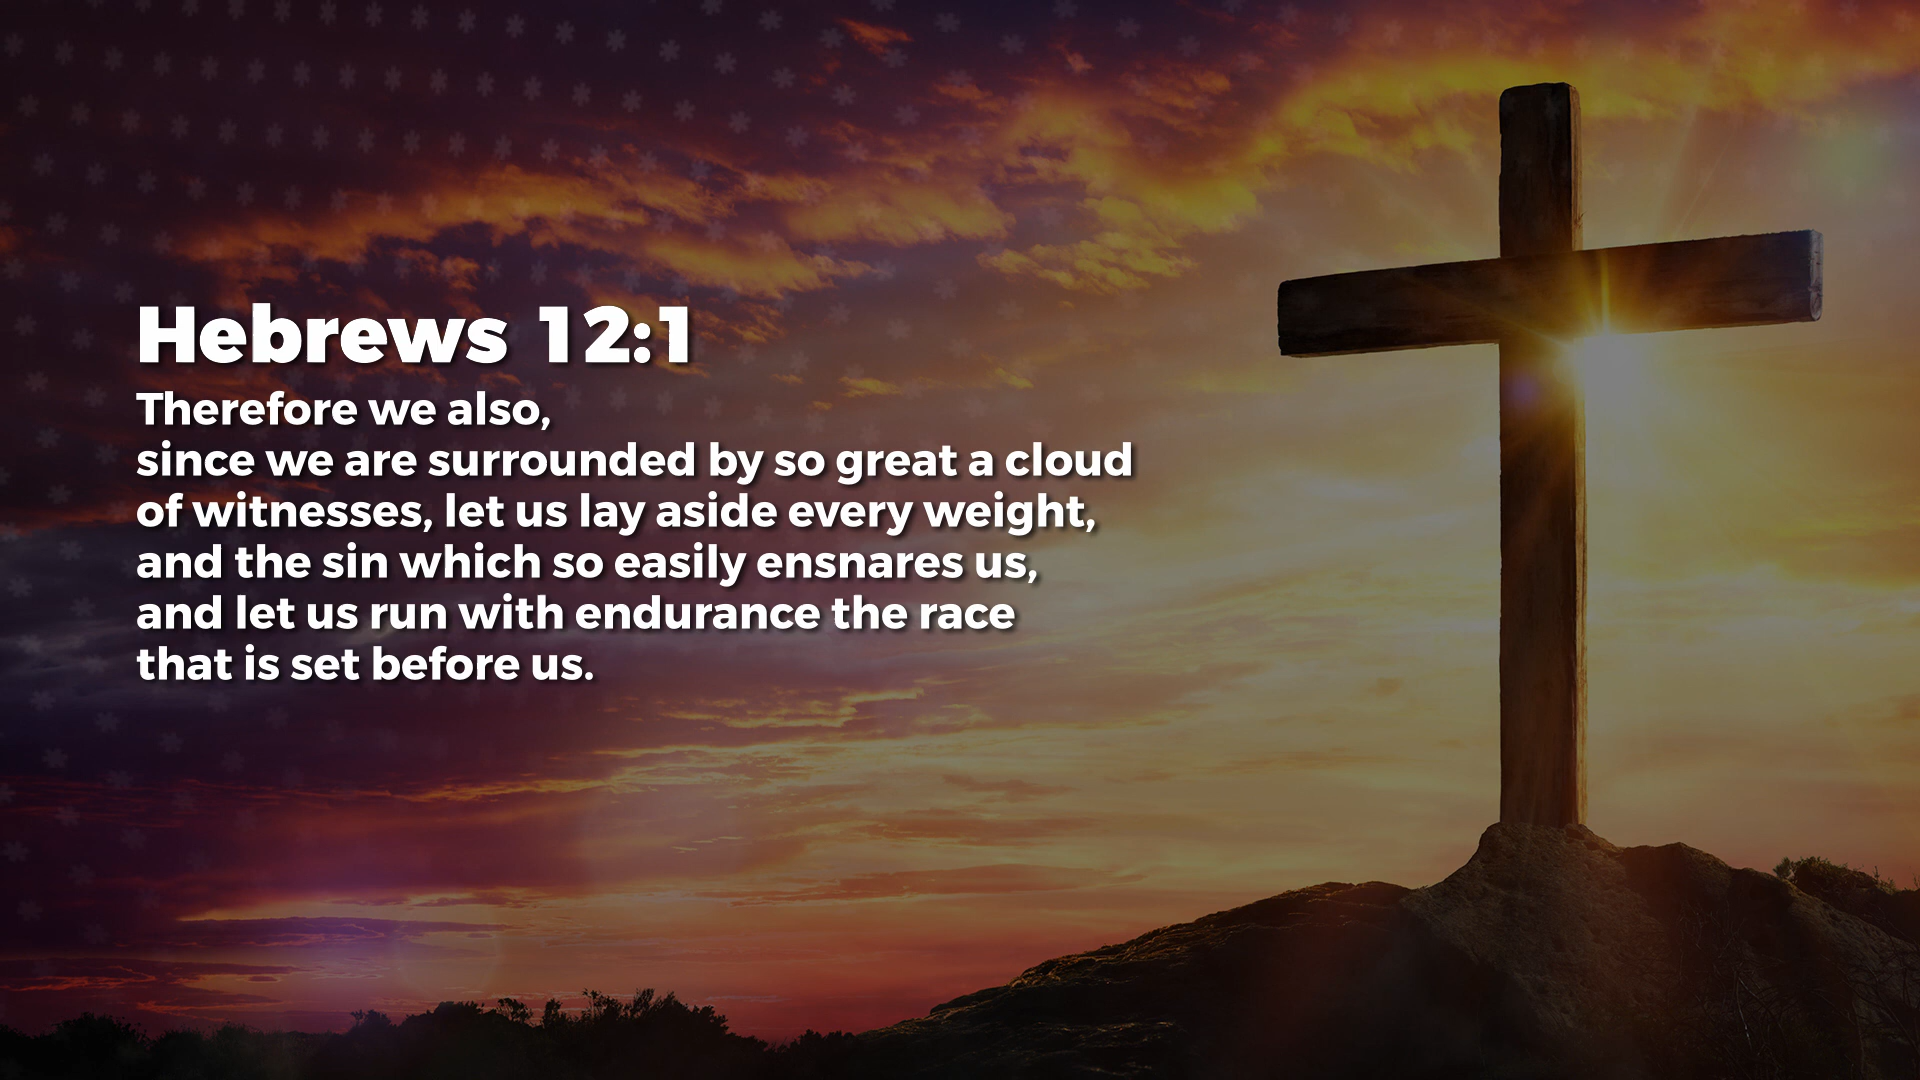 Hebrews 12:1
Therefore we also,
since we are surrounded by so great a cloud
of witnesses, let us lay aside every weight,
and the sin which so easily ensnares us,
and let us run with endurance the race
that is set before us.